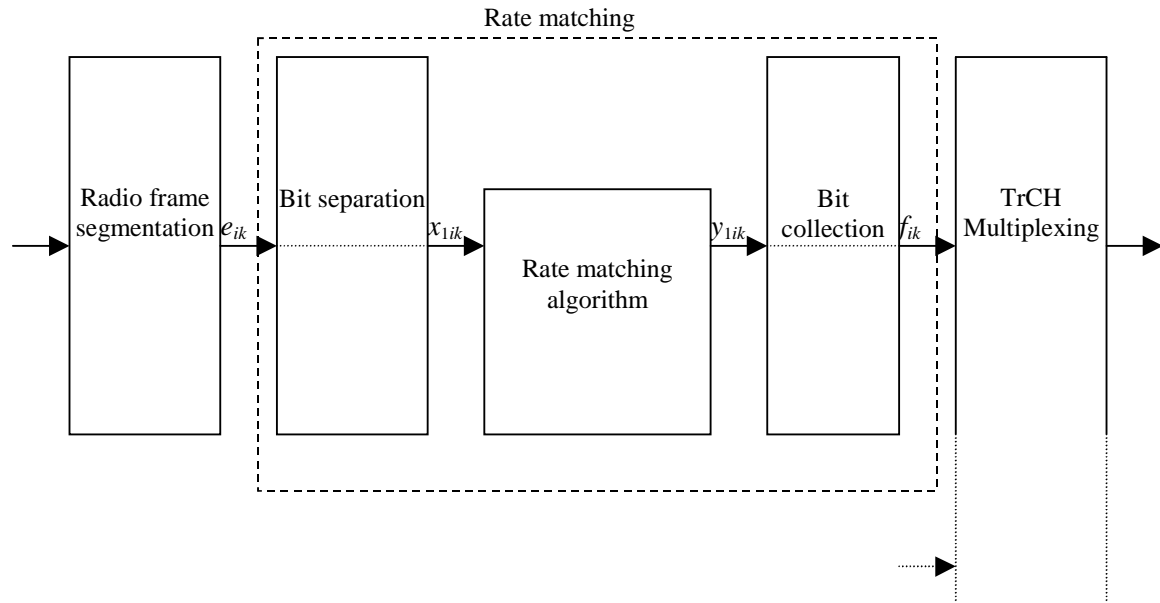 Rate matching
Radio frame
segmentation
e_ik
Bit separation
x_1ik
Rate matching
algorithm
y_1ik
Bit
collection
f_ik
TrCH
Multiplexing